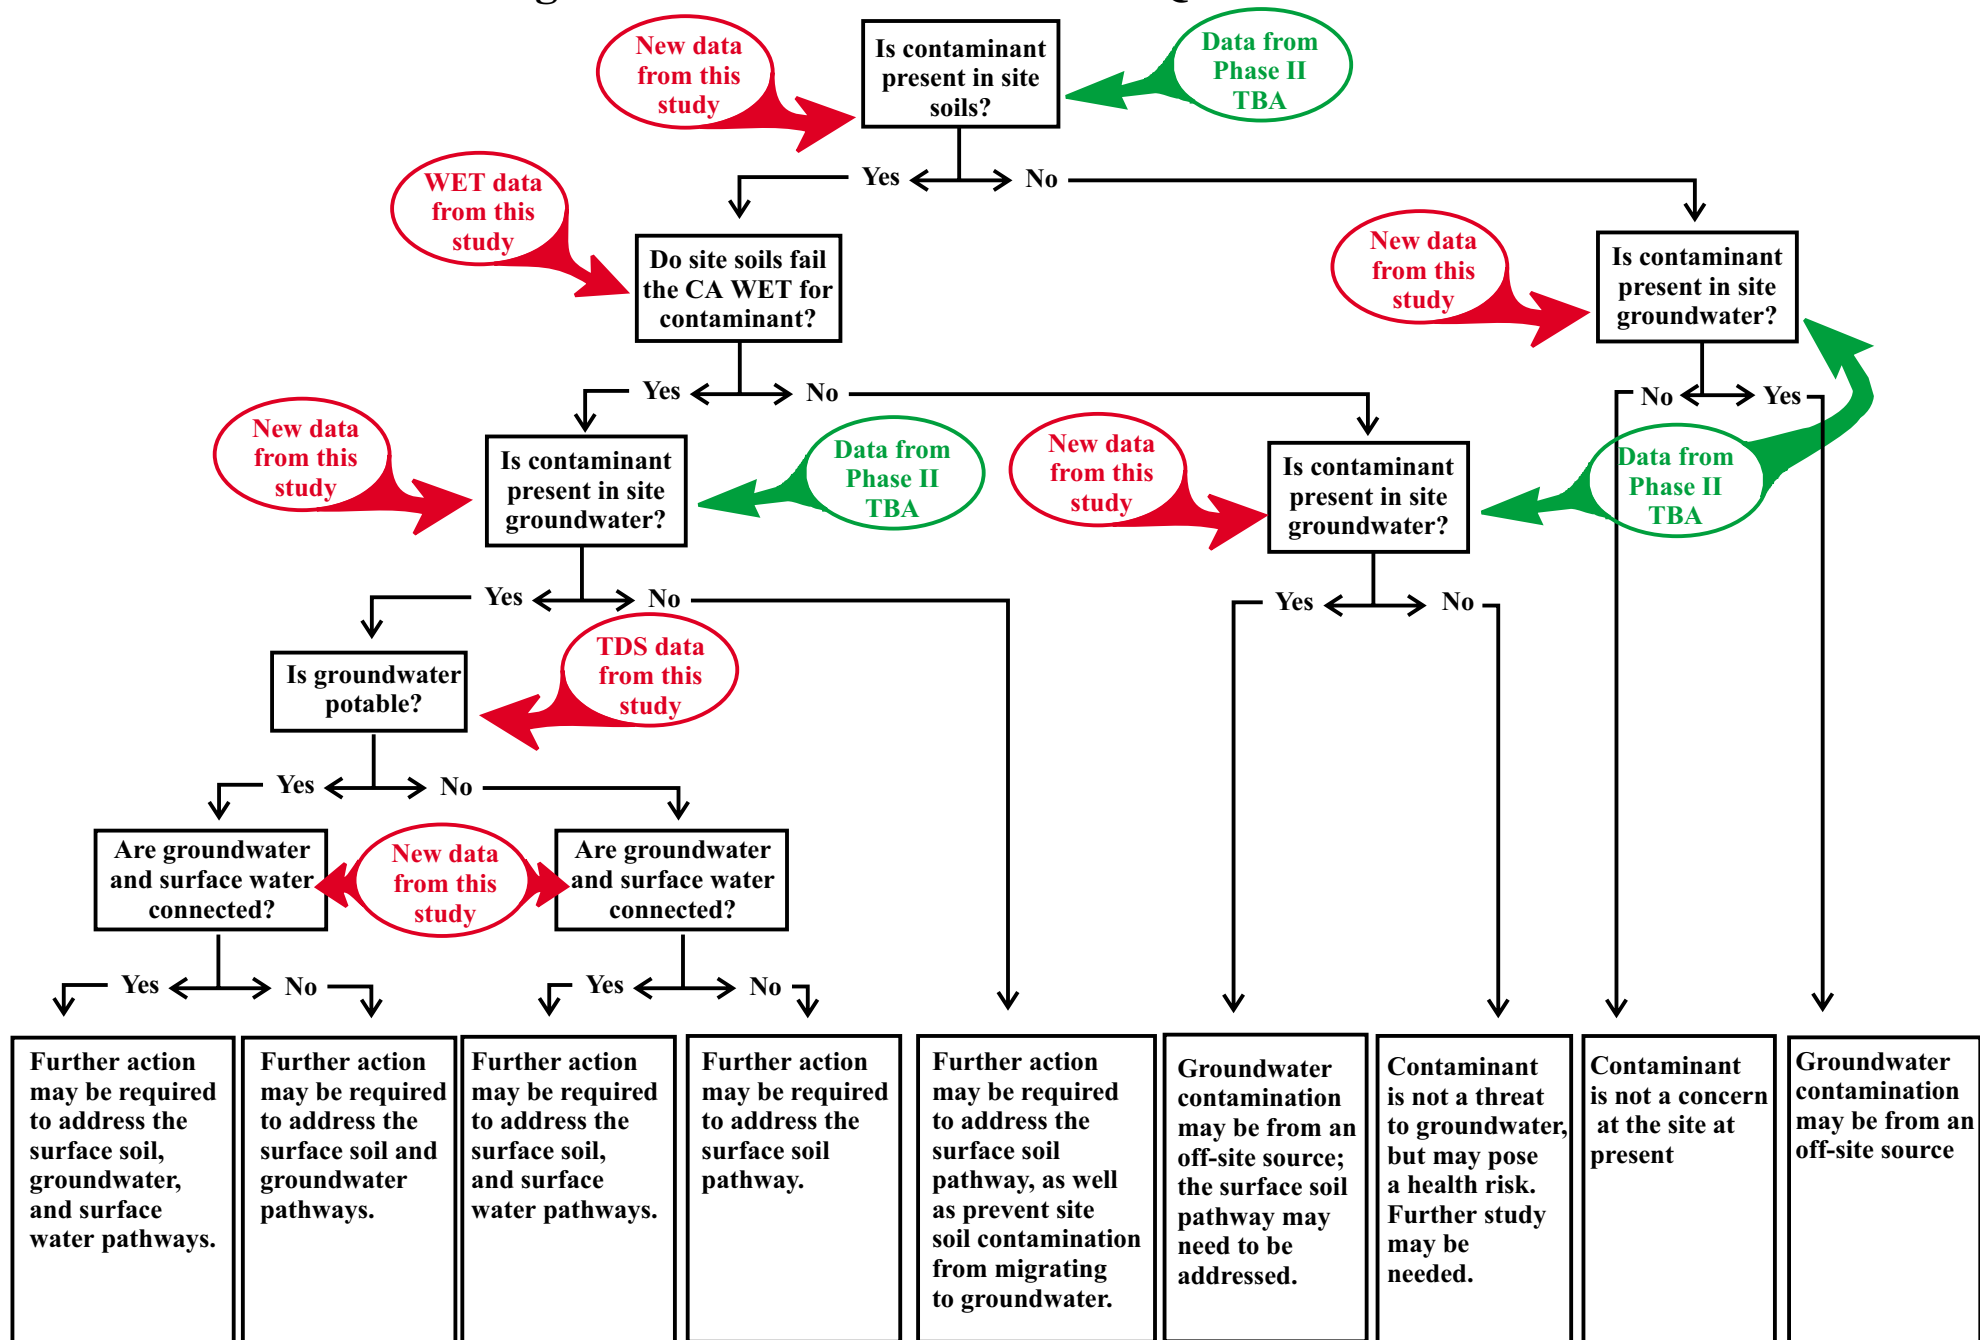 New data
from this
study
Is contaminant
present in site
soils?
Data from
Phase II
TBA
Yes
No
WET data
from this
study
Do site soils fail
the CA WET for
contaminant?
New data
from this
study
Is contaminant
present in site
groundwater?
Yes
No
No
Yes
New data
from this
study
Is contaminant
present in site
groundwater?
Data from
Phase II
TBA
New data
from this
study
Is contaminant
present in site
groundwater?
Data from
Phase II
TBA
Yes
No
Yes
No
Is groundwater
potable?
TDS data
from this
study
Yes
No
Are groundwater
and surface water
connected?
New data
from this
study
Are groundwater
and surface water
connected?
Yes
No
Yes
No
Further action
may be required
to address the
surface soil,
groundwater,
and surface
water pathways.
Further action
may be required
to address the
surface soil and
groundwater
pathways.
Further action
may be required
to address the
surface soil,
and surface
water pathways.
Further action
may be required
to address the
surface soil
pathway.
Further action
may be required
to address the
surface soil
pathway, as well
as prevent site
soil contamination
from migrating
to groundwater.
Groundwater
contamination
may be from an
off-site source;
the surface soil
pathway may
need to be
addressed.
Contaminant
is not a threat
to groundwater,
but may pose
a health risk.
Further study
may be
needed.
Contaminant
is not a concern
at the site at
present
Groundwater
contamination
may be from an
off-site source